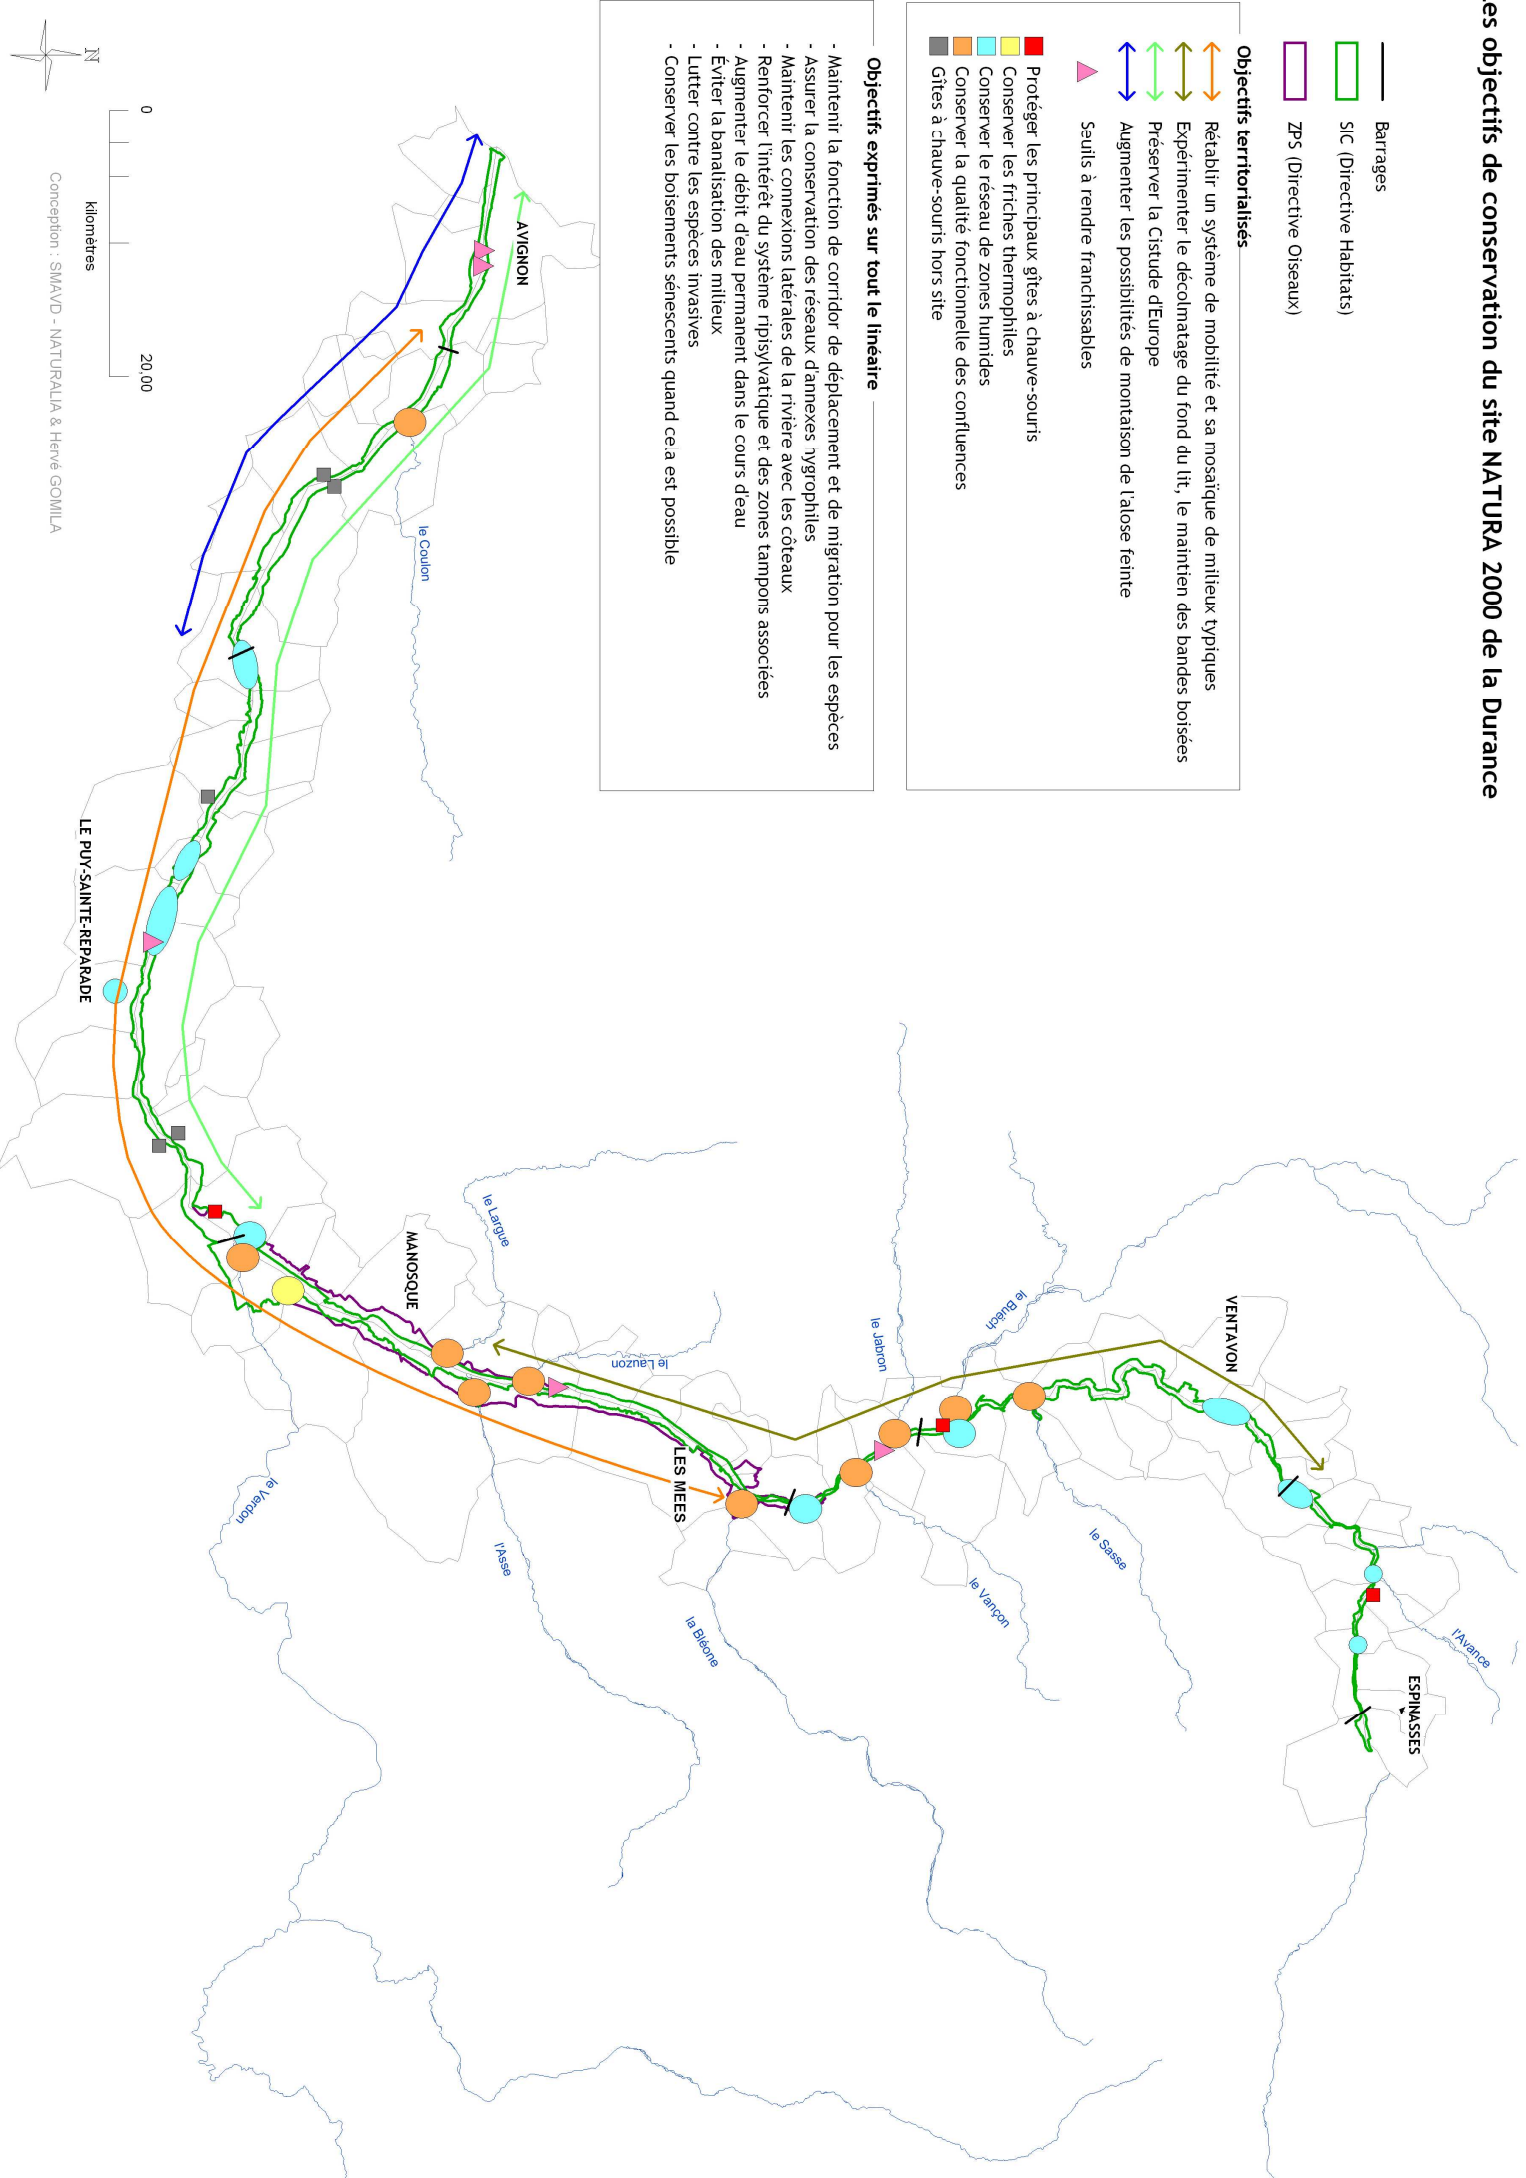 es objectifs de conservation du site NATURA 2000 de la Durance
Barrages
SIC (Directive Habitats)
ZPS (Directive Oiseaux)
Objectifs territorialisés
Rétablir un système de mobilité et sa mosaïque de milieux typiques
Expérimenter le décolmatage du fond du lit, le maintien des bandes boisées
Préserver la Cistude d'Europe
Augmenter les possibilités de montaison de l'alose feinte
Seuils à rendre franchissables
Protéger les principaux gîtes à chauve-souris
Conserver les friches thermophiles
Conserver le réseau de zones humides
Conserver la qualité fonctionnelle des confluences
Gîtes à chauve-souris hors site
Objectifs exprimés sur tout le linéaire
- Maintenir la fonction de corridor de déplacement et de migration pour les espèces
- Assurer la conservation des réseaux d'annexes hygrophiles
- Maintenir les connexions latérales de la rivière avec les côteaux
- Renforcer l'intérêt du système ripisylvatique et des zones tampons associées
- Augmenter le débit d'eau permanent dans le cours d'eau
- Éviter la banalisation des milieux
- Lutter contre les espèces invasives
- Conserver les boisements sénescents quand cela est possible
ESPINASSES
l'Avance
VENTAVON
le Sasse
le Buëch
le Vançon
le Jabron
la Bléone
LES MEES
le Lauzon
l'Asse
le Largue
MANOSQUE
le Verdon
AVIGNON
le Coulon
LE PUY-SAINTE-REPARADE
N
0
20,00
kilomètres
Conception : SMAVD - NATURALIA & Hervé GOMILA